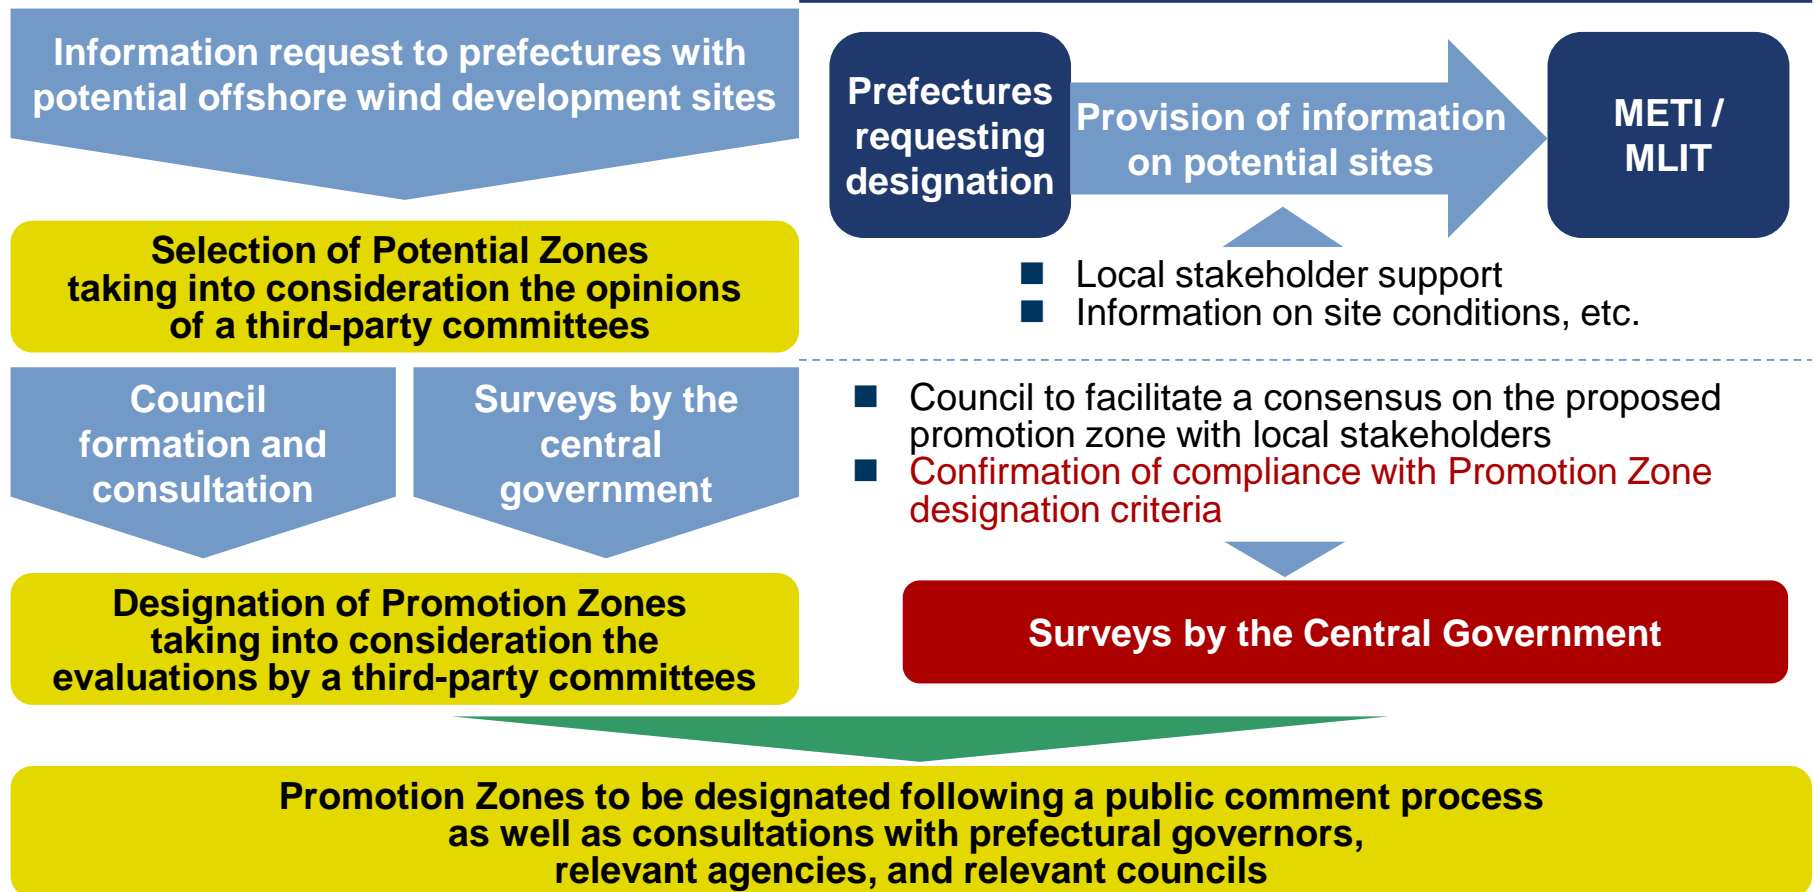 Information request to prefectures with
potential offshore wind development sites
Prefectures
requesting
designation
Provision of information
on potential sites
METI /
MLIT
Selection of Potential Zones
taking into consideration the opinions
of a third-party committees
■ Local stakeholder support
■ Information on site conditions, etc.
Council
formation and
consultation
Surveys by the
central
government
■ Council to facilitate a consensus on the proposed
promotion zone with local stakeholders
■ Confirmation of compliance with Promotion Zone
designation criteria
Designation of Promotion Zones
taking into consideration the
evaluations by a third-party committees
Surveys by the Central Government
Promotion Zones to be designated following a public comment process
as well as consultations with prefectural governors,
relevant agencies, and relevant councils